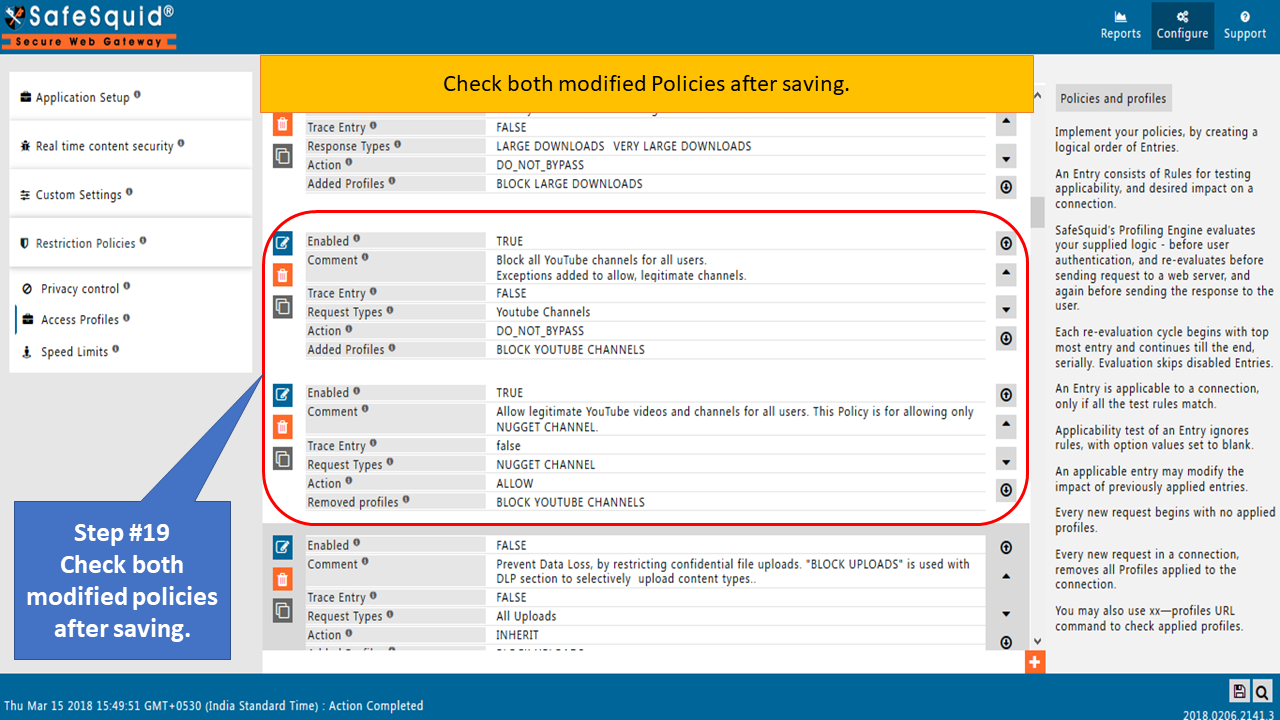 SafeSquid®
Secure Web Gateway
Reports
Configure
Support
Check both modified Policies after saving.
Application Setup
Real time content security
Custom Settings
Restriction Policies
Privacy control
Access Profiles
Speed Limits
Step #19
Check both
modified policies
after saving.
Trace Entry FALSE
Response Types LARGE DOWNLOADS VERY LARGE DOWNLOADS
Action DO_NOT_BYPASS
Added Profiles BLOCK LARGE DOWNLOADS
Enabled TRUE
Comment Block all YouTube channels for all users.
Exceptions added to allow, legitimate channels.
Trace Entry FALSE
Request Types Youtube Channels
Action DO_NOT_BYPASS
Added Profiles BLOCK YOUTUBE CHANNELS
Enabled TRUE
Comment Allow legitimate YouTube videos and channels for all users. This Policy is for allowing only
NUGGET CHANNEL.
Trace Entry false
Request Types NUGGET CHANNEL
Action ALLOW
Removed profiles BLOCK YOUTUBE CHANNELS
Enabled FALSE
Comment Prevent Data Loss, by restricting confidential file uploads. "BLOCK UPLOADS" is used with
DLP section to selectively upload content types..
Trace Entry FALSE
Request Types All Uploads
Action INHERIT
Policies and profiles
Implement your policies, by creating a
logical order of Entries.
An Entry consists of Rules for testing
applicability, and desired impact on a
connection.
SafeSquid's Profiling Engine evaluates
your supplied logic - before user
authentication, and re-evaluates before
sending request to a web server, and
again before sending the response to the
user.
Each re-evaluation cycle begins with top
most entry and continues till the end,
serially. Evaluation skips disabled Entries.
An Entry is applicable to a connection,
only if all the test rules match.
Applicability test of an Entry ignores
rules, with option values set to blank.
An applicable entry may modify the
impact of previously applied entries.
Every new request begins with no applied
profiles.
Every new request in a connection,
removes all Profiles applied to the
connection.
You may also use xx—profiles URL
command to check applied profiles.
Thu Mar 15 2018 15:49:51 GMT+0530 (India Standard Time) : Action Completed
2018.0206.2141.3